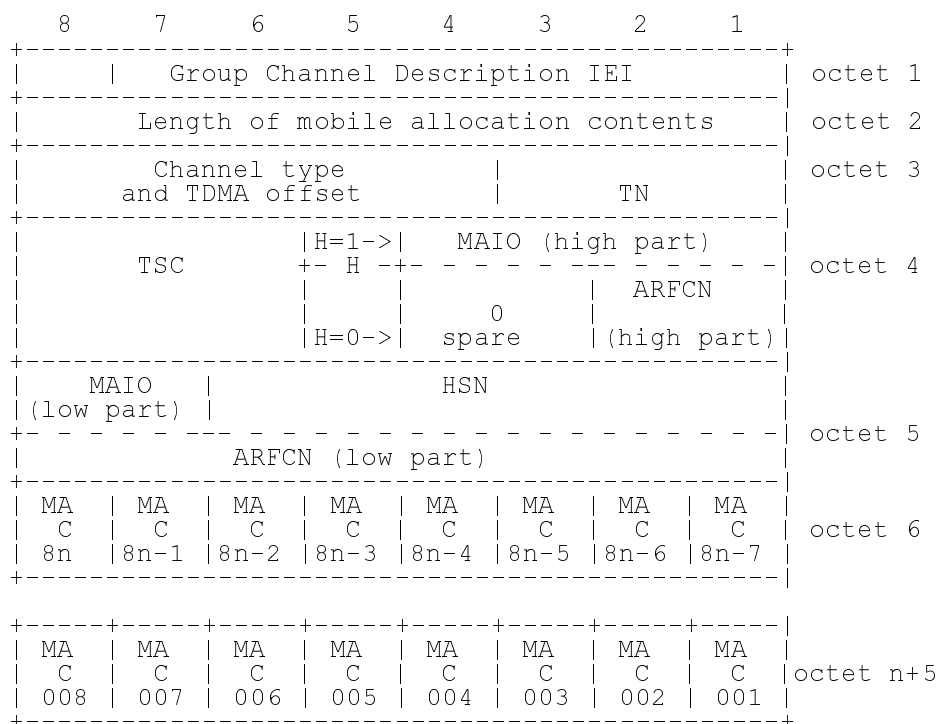 8 7 6 5 4 3 2 1
Group Channel Description IEI octet 1
Length of mobile allocation contents octet 2
Channel type octet 3
and TDMA offset TN
H=1-> MAIO (high part)
TSC H octet 4
ARFCN
0
H=0-> spare (high part)
MAIO HSN
(low part)
octet 5
ARFCN (low part)
MA MA MA MA MA MA MA MA
C C C C C C C C octet 6
8n 8n-1 8n-2 8n-3 8n-4 8n-5 8n-6 8n-7
MA MA MA MA MA MA MA MA
C C C C C C C C octet n+5
008 007 006 005 004 003 002 001